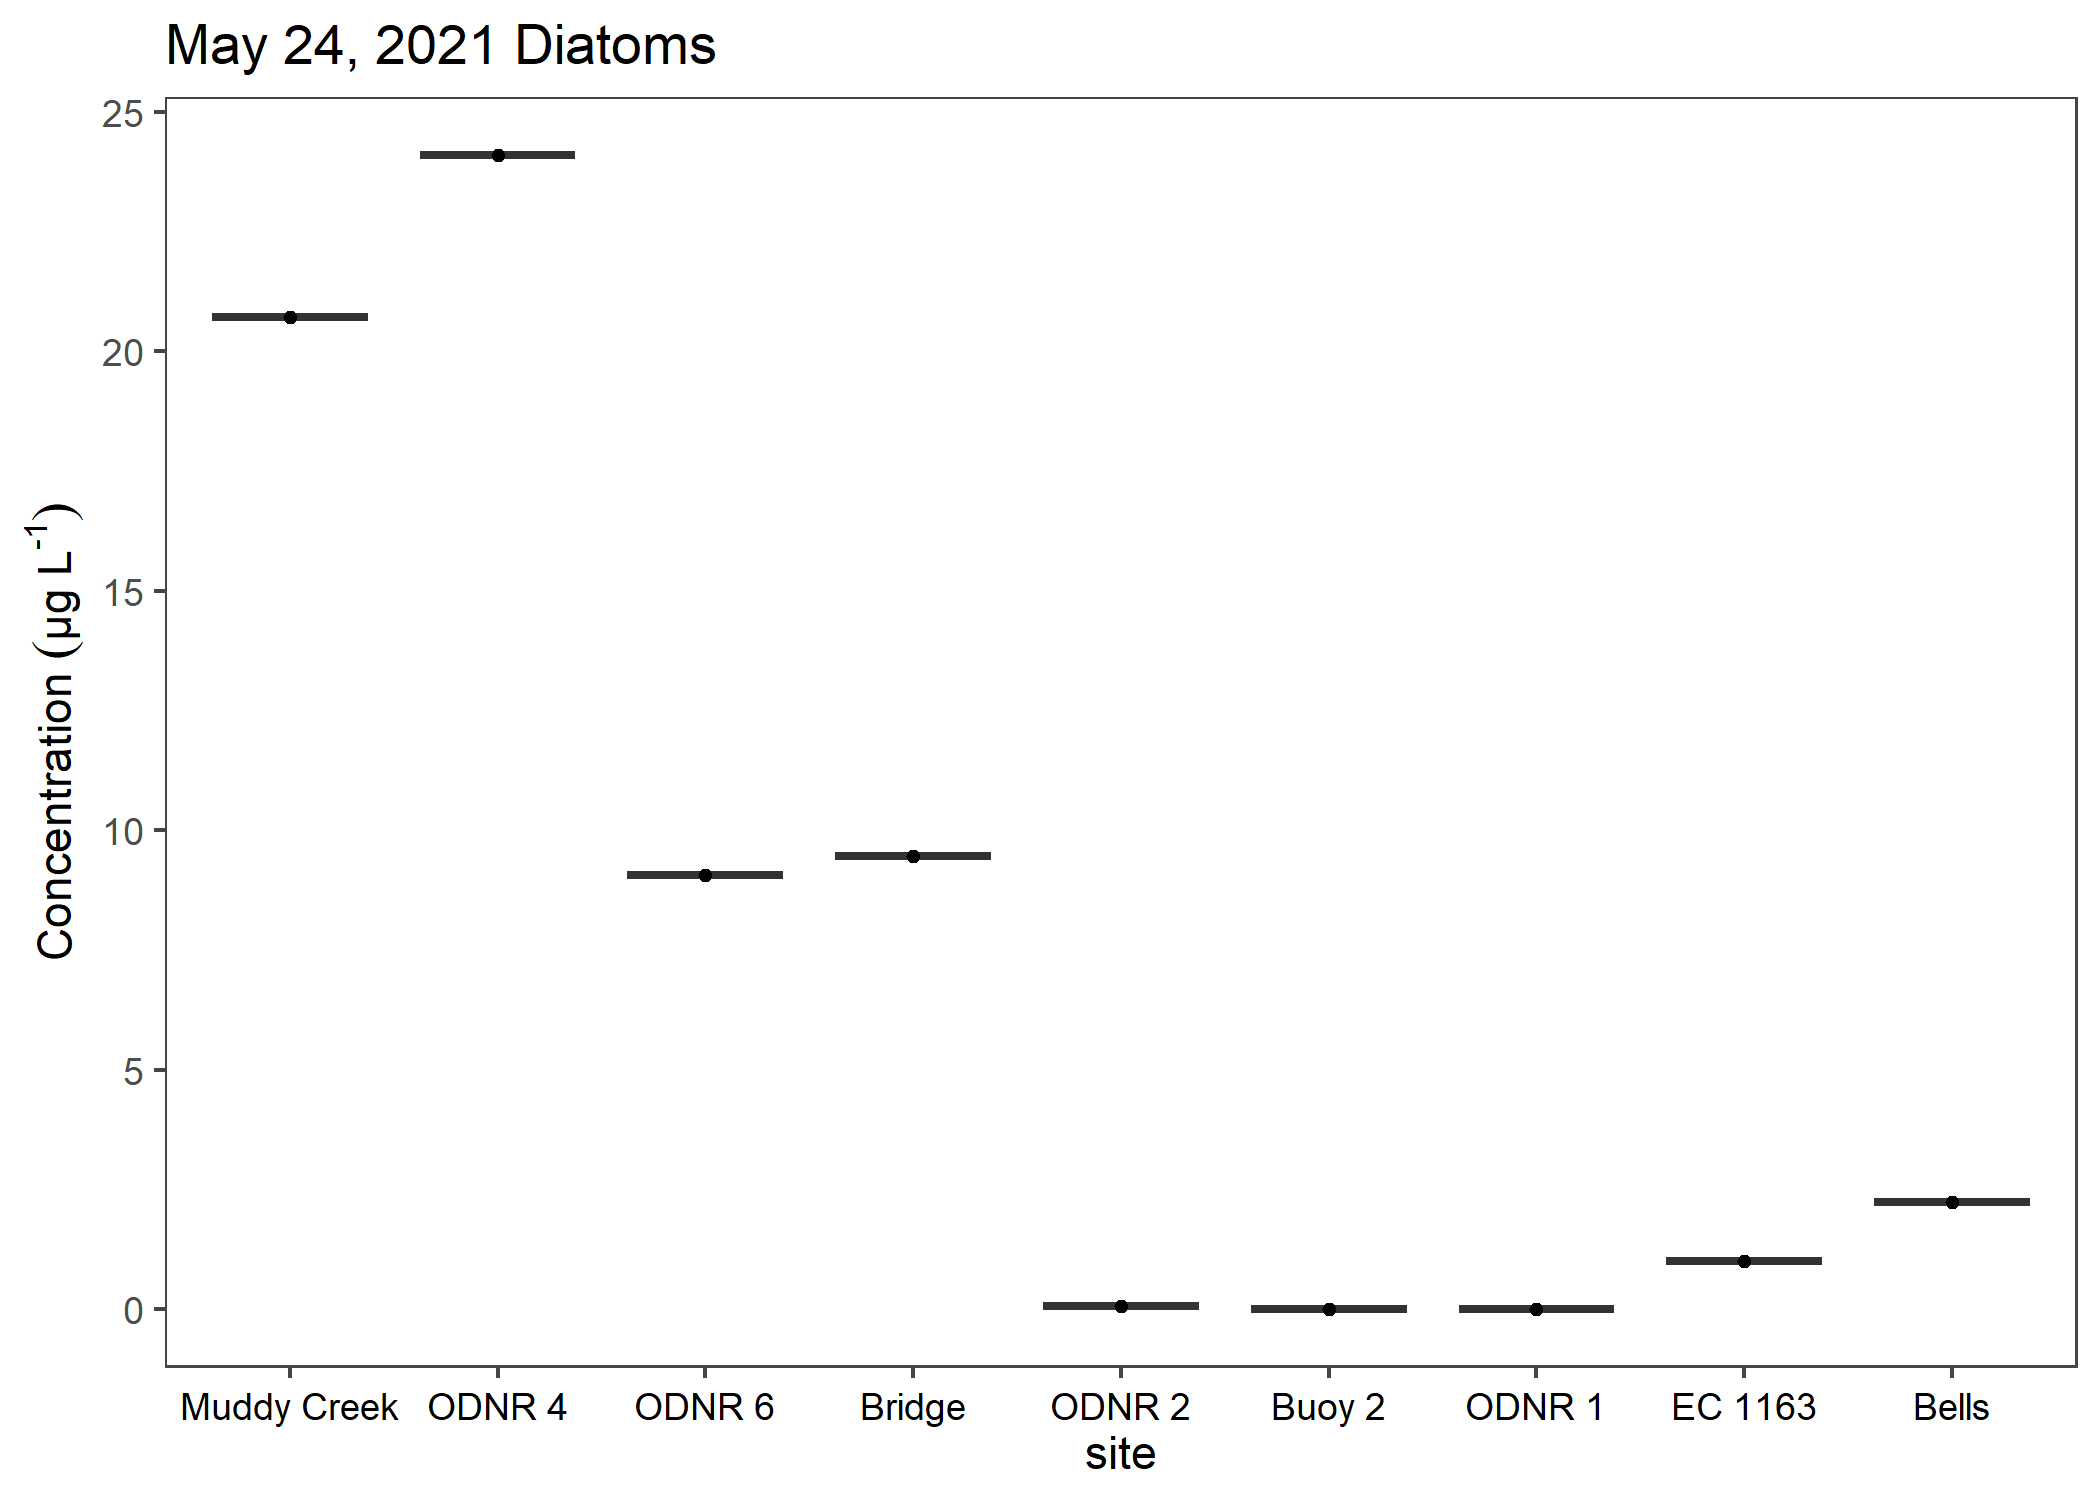 May 24, 2021 Diatoms
25
20
15
10
5
0
Concentration (µg L⁻¹)
Muddy Creek ODNR 4 ODNR 6 Bridge ODNR 2 Buoy 2 ODNR 1 EC 1163 Bells
site